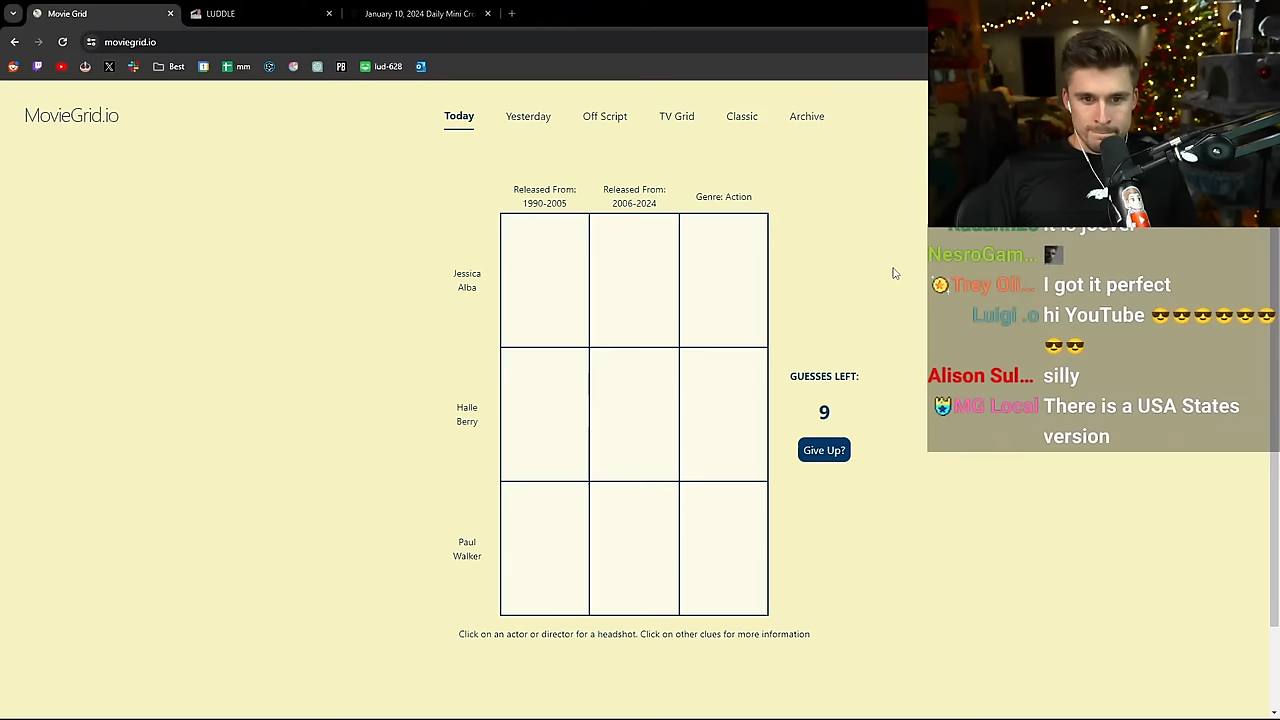 Movie Grid
LUDDLE
January 10, 2024 Daily Mini Cr
moviegrid.io
Best
mm
iud-628
MovieGrid.io
Today
Yesterday
Off Script
TV Grid
Classic
Archive
Released From:
1990-2005
Released From:
2006-2024
Genre: Action
Jessica
Alba
Halle
Berry
Paul
Walker
GUESSES LEFT:
9
Give Up?
Click on an actor or director for a headshot. Click on other clues for more information
NesroGam...
Trey Oli... I got it perfect
Luigi .o hi YouTube
Alison Sul... silly
MG Local There is a USA States
version